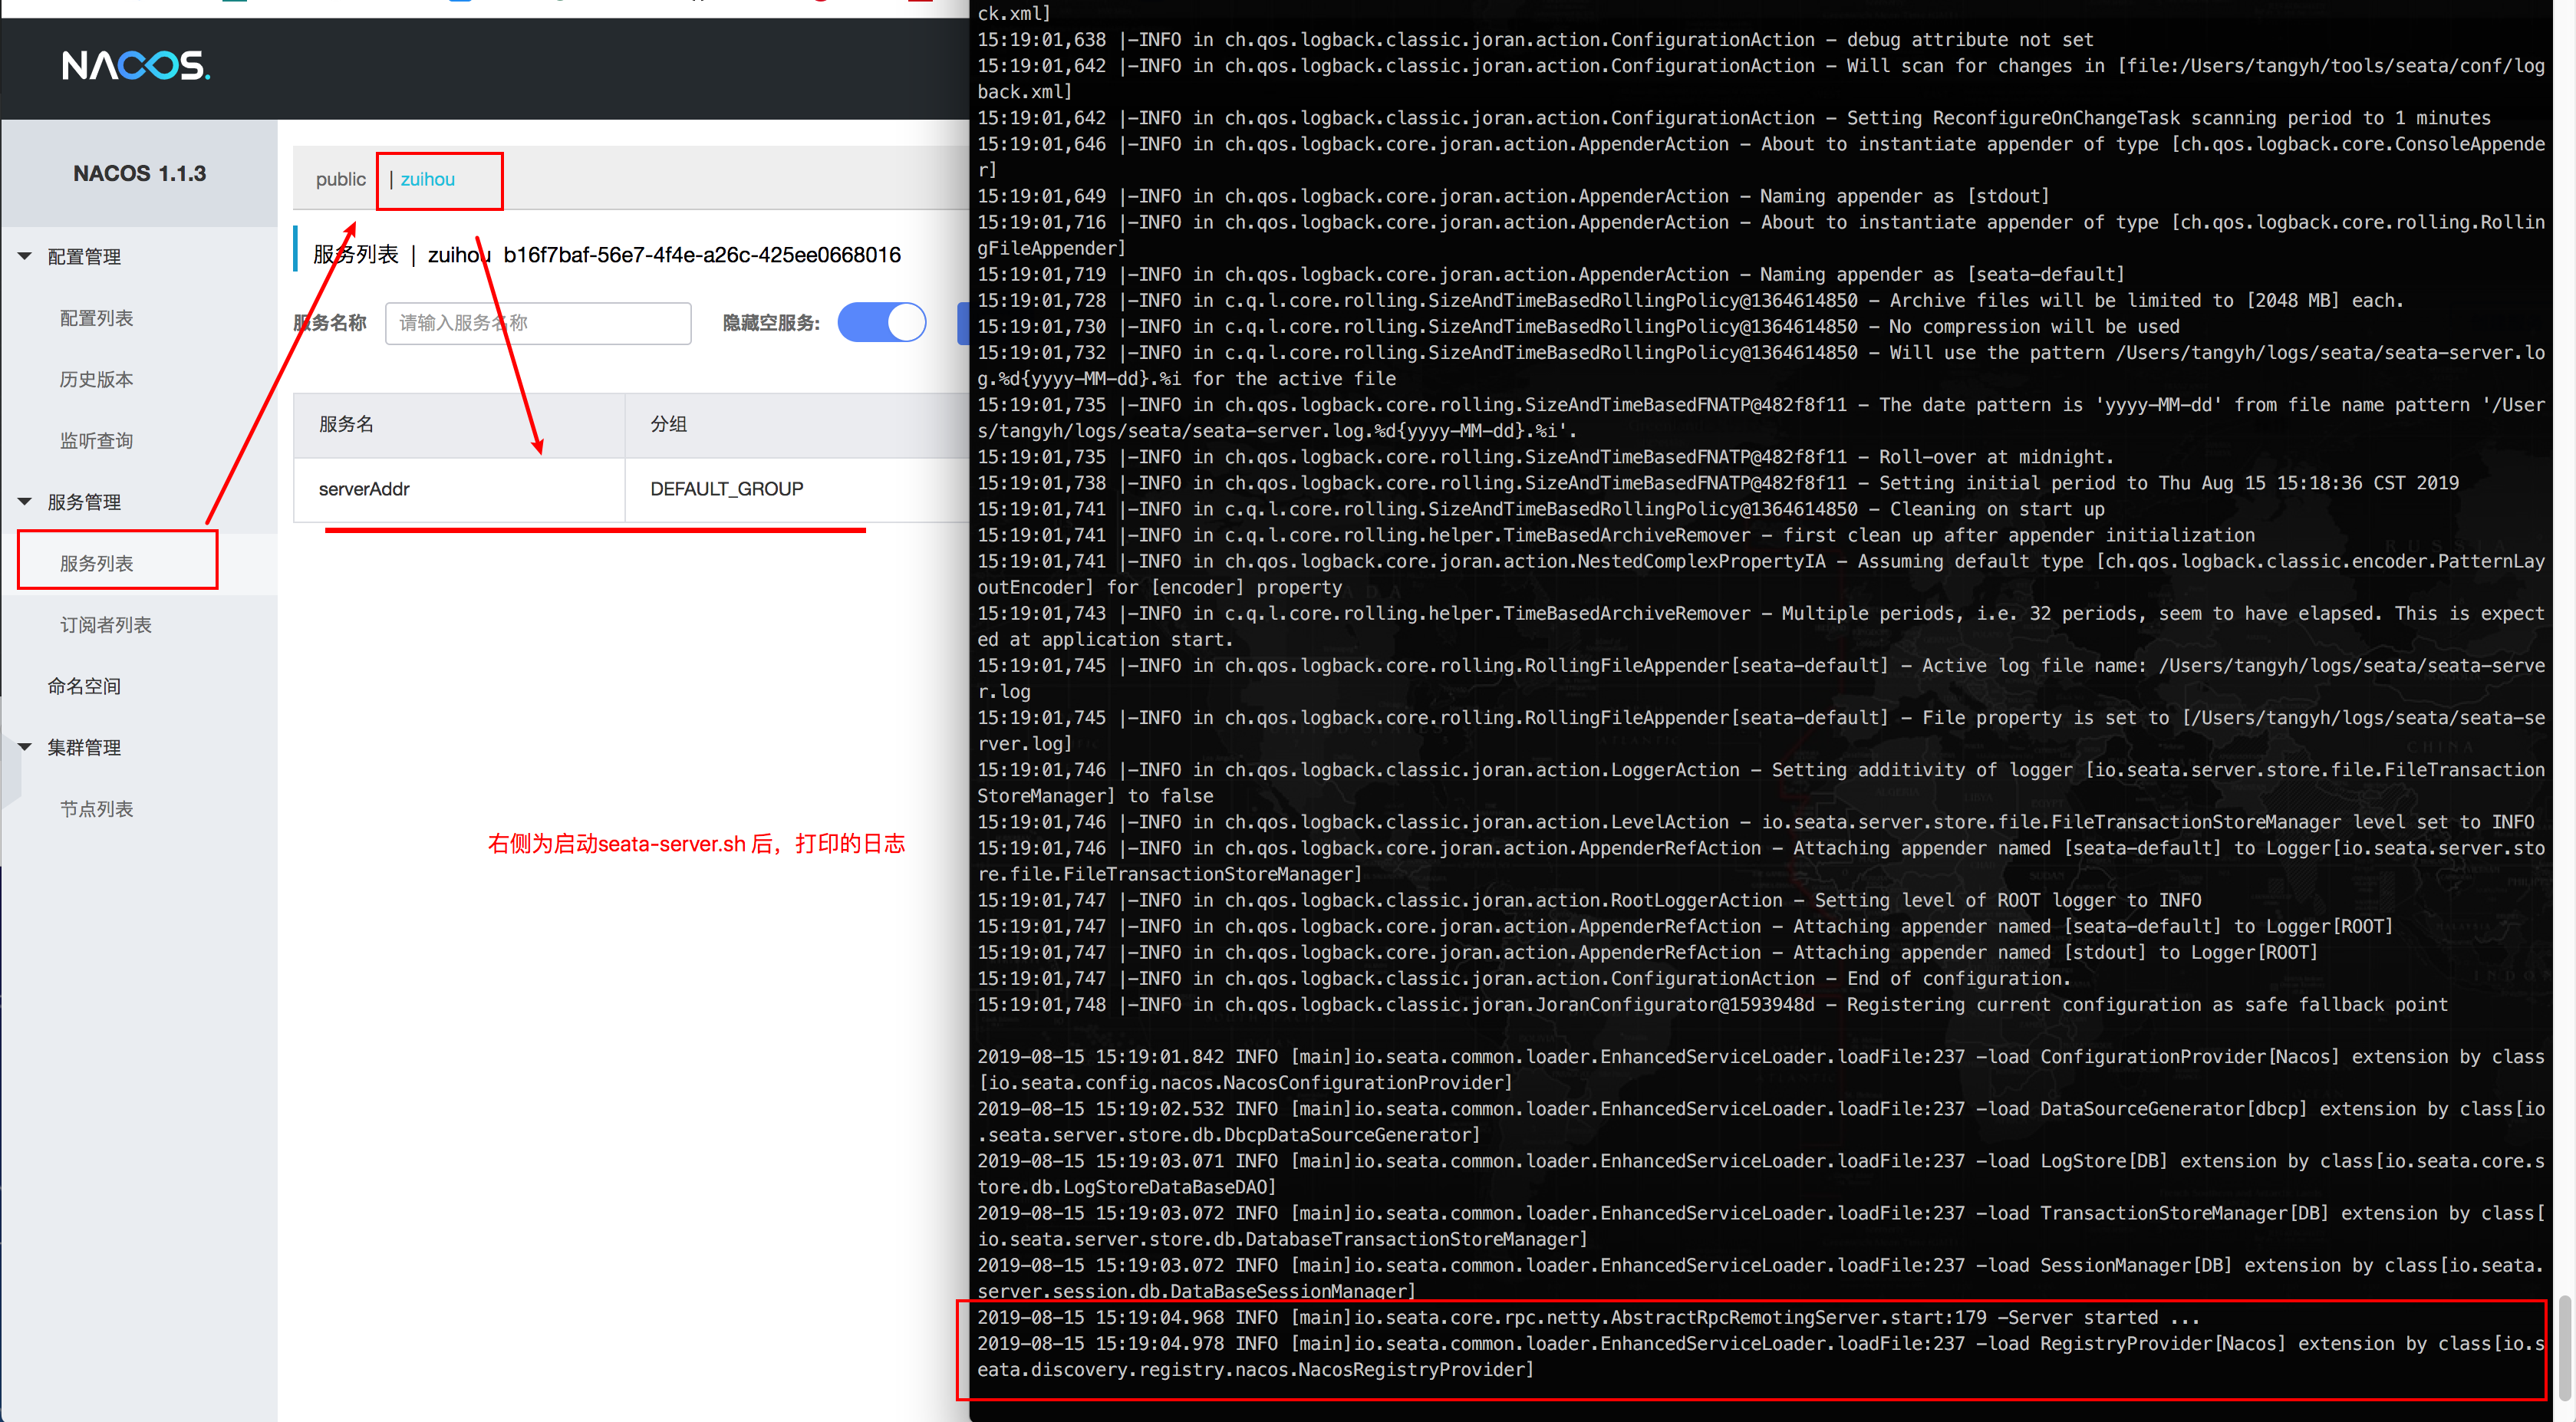 NACOS.
NACOS 1.1.3
配置管理
配置列表
历史版本
监听查询
服务管理
服务列表
订阅者列表
命名空间
集群管理
节点列表
public | zuihou
服务列表 | zuihou b16f7baf-56e7-4f4e-a26c-425ee0668016
服务名称 请输入服务名称 隐藏空服务:
服务名 分组
serverAddr DEFAULT_GROUP
右侧为启动seata-server.sh 后，打印的日志
ck.xml]
15:19:01,638 |-INFO in ch.qos.logback.classic.joran.action.ConfigurationAction - debug attribute not set
15:19:01,642 |-INFO in ch.qos.logback.classic.joran.action.ConfigurationAction - Will scan for changes in [file:/Users/tangyh/tools/seata/conf/log
back.xml]
15:19:01,642 |-INFO in ch.qos.logback.classic.joran.action.ConfigurationAction - Setting ReconfigureOnChangeTask scanning period to 1 minutes
15:19:01,646 |-INFO in ch.qos.logback.core.joran.action.AppenderAction - About to instantiate appender of type [ch.qos.logback.core.ConsoleAppende
r]
15:19:01,649 |-INFO in ch.qos.logback.core.joran.action.AppenderAction - Naming appender as [stdout]
15:19:01,716 |-INFO in ch.qos.logback.core.joran.action.AppenderAction - About to instantiate appender of type [ch.qos.logback.core.rolling.Rollin
gFileAppender]
15:19:01,719 |-INFO in ch.qos.logback.core.joran.action.AppenderAction - Naming appender as [seata-default]
15:19:01,728 |-INFO in c.q.l.core.rolling.SizeAndTimeBasedRollingPolicy@1364614850 - Archive files will be limited to [2048 MB] each.
15:19:01,730 |-INFO in c.q.l.core.rolling.SizeAndTimeBasedRollingPolicy@1364614850 - No compression will be used
15:19:01,732 |-INFO in c.q.l.core.rolling.SizeAndTimeBasedRollingPolicy@1364614850 - Will use the pattern /Users/tangyh/logs/seata/seata-server.lo
g.%d{yyyy-MM-dd}.%i for the active file
15:19:01,735 |-INFO in ch.qos.logback.core.rolling.SizeAndTimeBasedFNATP@482f8f11 - The date pattern is 'yyyy-MM-dd' from file name pattern '/User
s/tangyh/logs/seata/seata-server.log.%d{yyyy-MM-dd}.%i'.
15:19:01,735 |-INFO in ch.qos.logback.core.rolling.SizeAndTimeBasedFNATP@482f8f11 - Roll-over at midnight.
15:19:01,738 |-INFO in ch.qos.logback.core.rolling.SizeAndTimeBasedFNATP@482f8f11 - Setting initial period to Thu Aug 15 15:18:36 CST 2019
15:19:01,741 |-INFO in c.q.l.core.rolling.SizeAndTimeBasedRollingPolicy@1364614850 - Cleaning on start up
15:19:01,741 |-INFO in c.q.l.core.rolling.helper.TimeBasedArchiveRemover - first clean up after appender initialization
15:19:01,741 |-INFO in ch.qos.logback.core.joran.action.NestedComplexPropertyIA - Assuming default type [ch.qos.logback.classic.encoder.PatternLay
outEncoder] for [encoder] property
15:19:01,743 |-INFO in c.q.l.core.rolling.helper.TimeBasedArchiveRemover - Multiple periods, i.e. 32 periods, seem to have elapsed. This is expect
ed at application start.
15:19:01,745 |-INFO in ch.qos.logback.core.rolling.RollingFileAppender[seata-default] - Active log file name: /Users/tangyh/logs/seata/seata-serve
r.log
15:19:01,745 |-INFO in ch.qos.logback.core.rolling.RollingFileAppender[seata-default] - File property is set to [/Users/tangyh/logs/seata/seata-se
rver.log]
15:19:01,746 |-INFO in ch.qos.logback.classic.joran.action.LoggerAction - Setting additivity of logger [io.seata.server.store.file.FileTransaction
StoreManager] to false
15:19:01,746 |-INFO in ch.qos.logback.classic.joran.action.LevelAction - io.seata.server.store.file.FileTransactionStoreManager level set to INFO
15:19:01,746 |-INFO in ch.qos.logback.core.joran.action.AppenderRefAction - Attaching appender named [seata-default] to Logger[io.seata.server.sto
re.file.FileTransactionStoreManager]
15:19:01,747 |-INFO in ch.qos.logback.classic.joran.action.RootLoggerAction - Setting level of ROOT logger to INFO
15:19:01,747 |-INFO in ch.qos.logback.core.joran.action.AppenderRefAction - Attaching appender named [seata-default] to Logger[ROOT]
15:19:01,747 |-INFO in ch.qos.logback.core.joran.action.AppenderRefAction - Attaching appender named [stdout] to Logger[ROOT]
15:19:01,747 |-INFO in ch.qos.logback.classic.joran.action.ConfigurationAction - End of configuration.
15:19:01,748 |-INFO in ch.qos.logback.classic.joran.JoranConfigurator@1593948d - Registering current configuration as safe fallback point
2019-08-15 15:19:01.842 INFO [main]io.seata.common.loader.EnhancedServiceLoader.loadFile:237 -load ConfigurationProvider[Nacos] extension by class
[io.seata.config.nacos.NacosConfigurationProvider]
2019-08-15 15:19:02.532 INFO [main]io.seata.common.loader.EnhancedServiceLoader.loadFile:237 -load DataSourceGenerator[dbcp] extension by class[io
.seata.server.store.db.DbcpDataSourceGenerator]
2019-08-15 15:19:03.071 INFO [main]io.seata.common.loader.EnhancedServiceLoader.loadFile:237 -load LogStore[DB] extension by class[io.seata.core.s
tore.db.LogStoreDataBaseDAO]
2019-08-15 15:19:03.072 INFO [main]io.seata.common.loader.EnhancedServiceLoader.loadFile:237 -load TransactionStoreManager[DB] extension by class[
io.seata.server.store.db.DatabaseTransactionStoreManager]
2019-08-15 15:19:03.072 INFO [main]io.seata.common.loader.EnhancedServiceLoader.loadFile:237 -load SessionManager[DB] extension by class[io.seata.
server.session.db.DataBaseSessionManager]
2019-08-15 15:19:04.968 INFO [main]io.seata.core.rpc.netty.AbstractRpcRemotingServer.start:179 -Server started ...
2019-08-15 15:19:04.978 INFO [main]io.seata.common.loader.EnhancedServiceLoader.loadFile:237 -load RegistryProvider[Nacos] extension by class[io.s
eata.discovery.registry.nacos.NacosRegistryProvider]